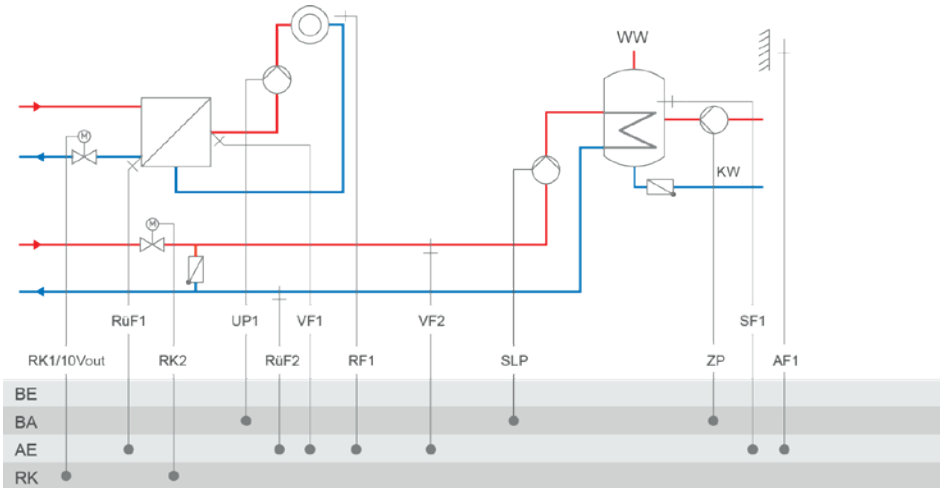 WW
M
KW
M
RüF1 UP1 VF1 VF2 SF1
RK1/10Vout RK2 RüF2 RF1 SLP ZP AF1
BE
BA
AE
RK